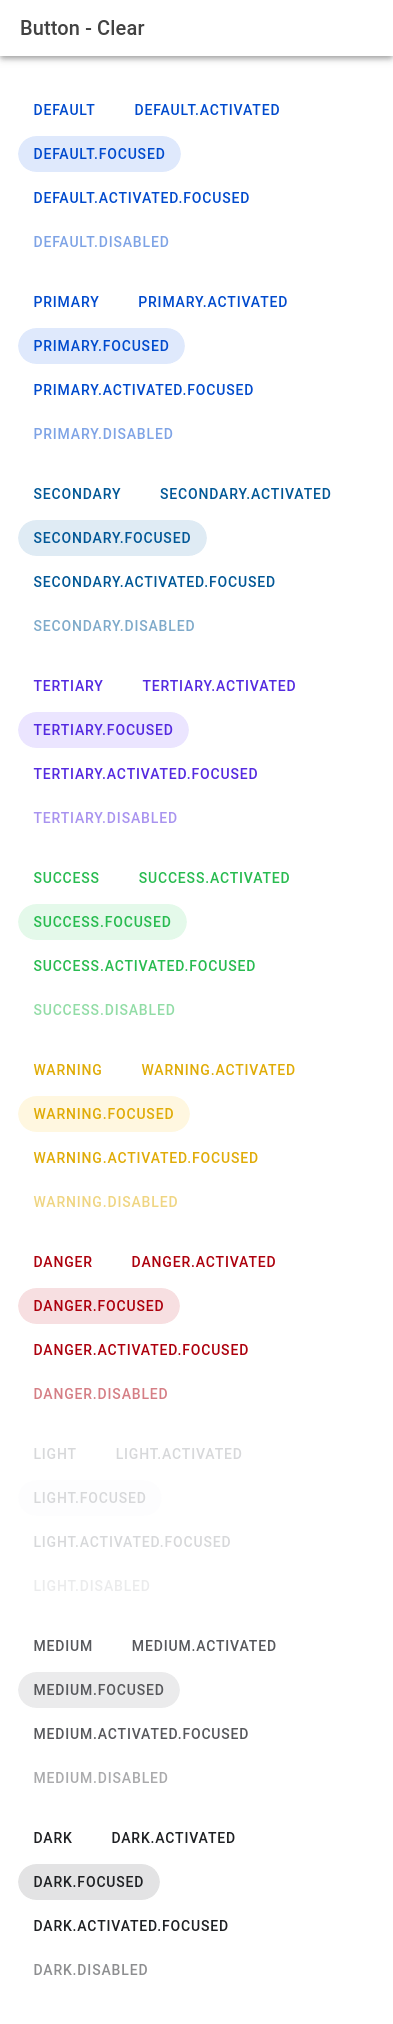 Button - Clear
DEFAULT DEFAULT.ACTIVATED
DEFAULT.FOCUSED
DEFAULT.ACTIVATED.FOCUSED
DEFAULT.DISABLED
PRIMARY PRIMARY.ACTIVATED
PRIMARY.FOCUSED
PRIMARY.ACTIVATED.FOCUSED
PRIMARY.DISABLED
SECONDARY SECONDARY.ACTIVATED
SECONDARY.FOCUSED
SECONDARY.ACTIVATED.FOCUSED
SECONDARY.DISABLED
TERTIARY TERTIARY.ACTIVATED
TERTIARY.FOCUSED
TERTIARY.ACTIVATED.FOCUSED
TERTIARY.DISABLED
SUCCESS SUCCESS.ACTIVATED
SUCCESS.FOCUSED
SUCCESS.ACTIVATED.FOCUSED
SUCCESS.DISABLED
WARNING WARNING.ACTIVATED
WARNING.FOCUSED
WARNING.ACTIVATED.FOCUSED
WARNING.DISABLED
DANGER DANGER.ACTIVATED
DANGER.FOCUSED
DANGER.ACTIVATED.FOCUSED
DANGER.DISABLED
LIGHT LIGHT.ACTIVATED
LIGHT.FOCUSED
LIGHT.ACTIVATED.FOCUSED
LIGHT.DISABLED
MEDIUM MEDIUM.ACTIVATED
MEDIUM.FOCUSED
MEDIUM.ACTIVATED.FOCUSED
MEDIUM.DISABLED
DARK DARK.ACTIVATED
DARK.FOCUSED
DARK.ACTIVATED.FOCUSED
DARK.DISABLED